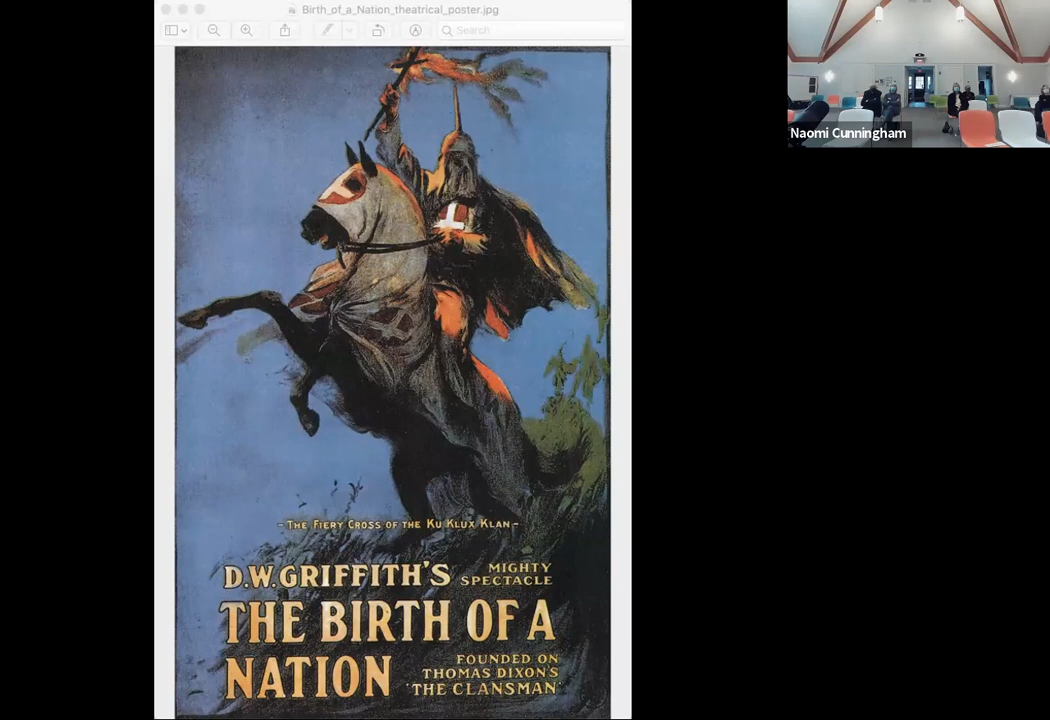 Birth_of_a_Nation_theatrical_poster.jpg
Search
Naomi Cunningham
- THE FIERY CROSS OF THE KU KLUX KLAN -
D.W. GRIFFITH'S MIGHTY SPECTACLE
THE BIRTH OF A
NATION
FOUNDED ON
THOMAS DIXON'S
'THE CLANSMAN'